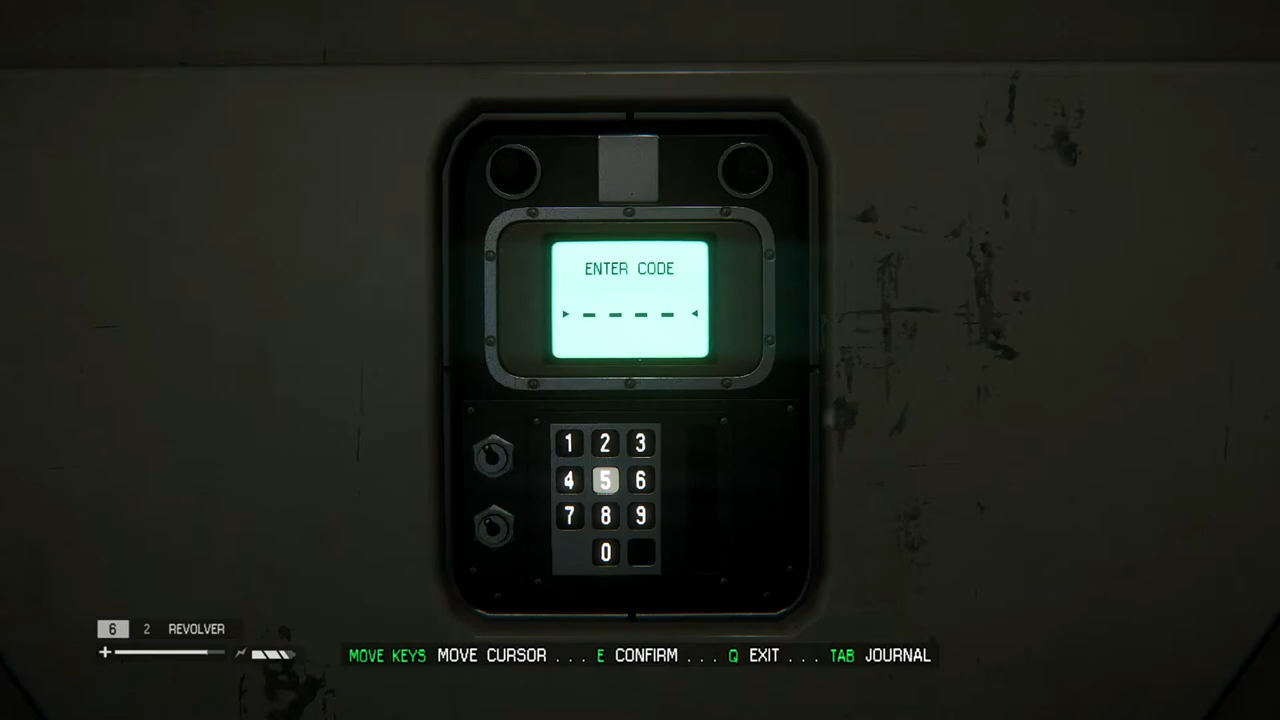 ENTER CODE
1 2 3
4 5 6
7 8 9
0
6 2 REVOLVER
MOVE KEYS MOVE CURSOR ... E CONFIRM ... Q EXIT ... TAB JOURNAL